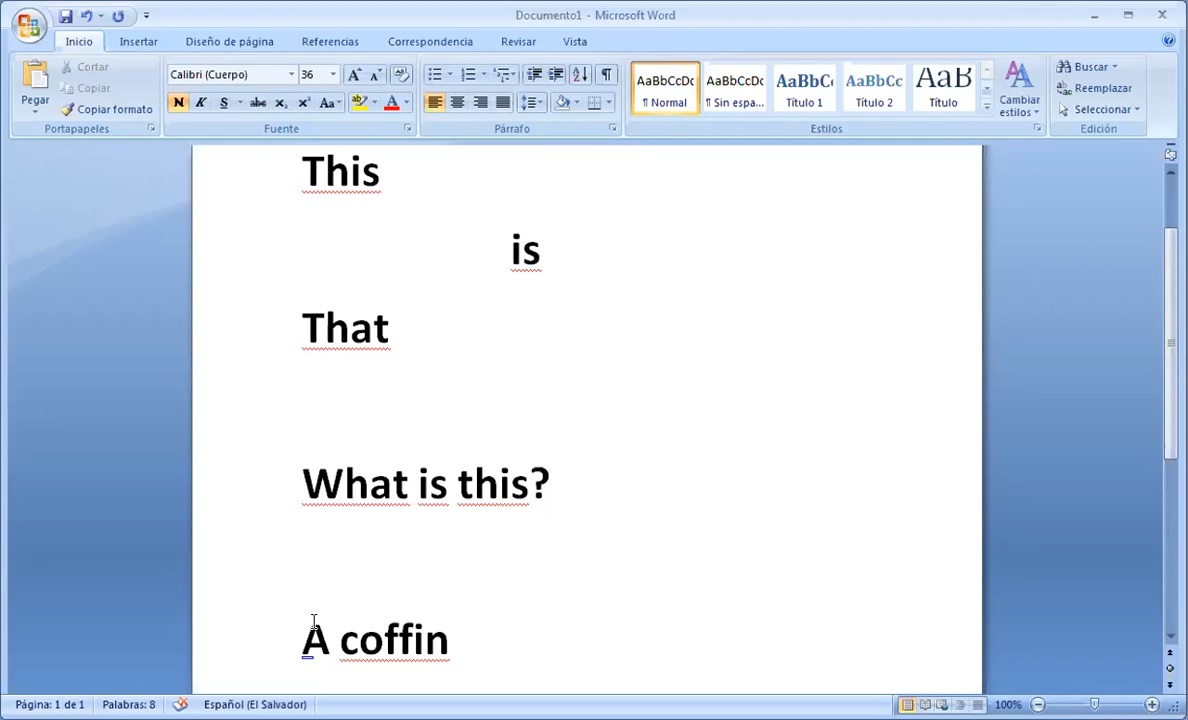 Documento1 - Microsoft Word
Inicio Insertar Diseño de página Referencias Correspondencia Revisar Vista
Pegar Cortar Copiar Copiar formato
Calibri (Cuerpo) 36
N K S abc x₂ x² Aa A
AaBbCcDc AaBbCcDc AaBbC AaBbCc AaB
¶ Normal ¶ Sin espa... Título 1 Título 2 Título
Cambiar estilos
Buscar
Reemplazar
Seleccionar
Portapapeles Fuente Párrafo Estilos Edición
This
is
That
What is this?
A coffin
Página: 1 de 1 Palabras: 8 Español (El Salvador) 100%